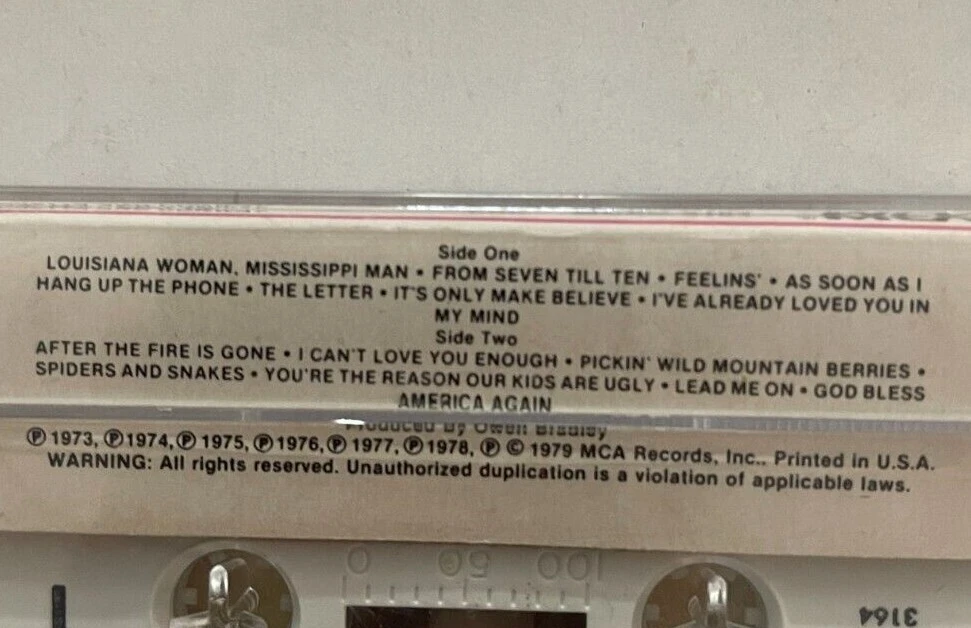 Side One
LOUISIANA WOMAN, MISSISSIPPI MAN • FROM SEVEN TILL TEN • FEELINS' • AS SOON AS I
HANG UP THE PHONE • THE LETTER • IT'S ONLY MAKE BELIEVE • I'VE ALREADY LOVED YOU IN
MY MIND
Side Two
AFTER THE FIRE IS GONE • I CAN'T LOVE YOU ENOUGH • PICKIN' WILD MOUNTAIN BERRIES •
SPIDERS AND SNAKES • YOU'RE THE REASON OUR KIDS ARE UGLY • LEAD ME ON • GOD BLESS
AMERICA AGAIN
Produced by Owen Bradley
℗ 1973, ℗1974, ℗ 1975, ℗1976, ℗ 1977, ℗ 1978, ℗ © 1979 MCA Records, Inc.. Printed in U.S.A.
WARNING: All rights reserved. Unauthorized duplication is a violation of applicable laws.
0 50 100
3164